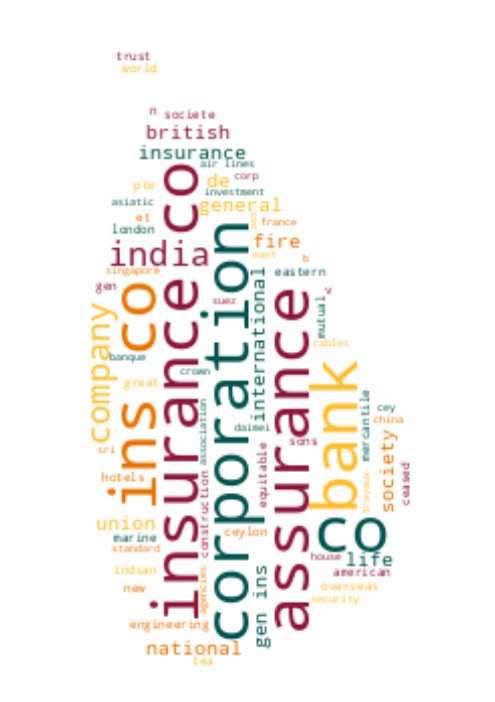 trust
world
n
societe
british
insurance
air lines
co
de
corp
pte
investment
asiatic
general
et
france
london
fire
india
east
b
singapore
eastern
gen
suez
international
mutual
co
insurance
corporation
assurance
company
cables
banque
crown
great
bank
mercantile
cey
china
ins
association
daimei
sons
society
sri
equitable
hotels
construction
travaux
ceased
union
co
marine
ceylon
standard
house
life
indian
american
new
agencies
gen ins
overseas
security
engineering
national
tea